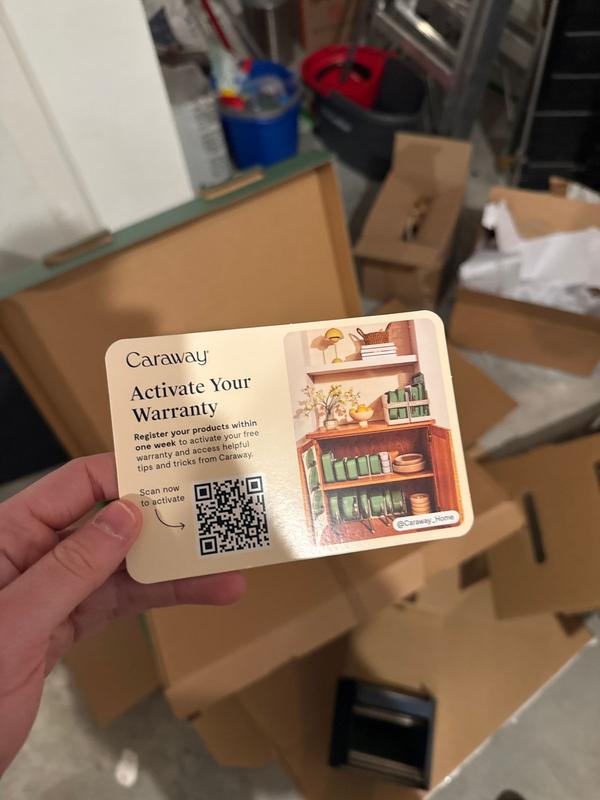 Caraway®
Activate Your
Warranty
Register your products within
one week to activate your free
warranty and access helpful
tips and tricks from Caraway.
Scan now
to activate
@Caraway_Home